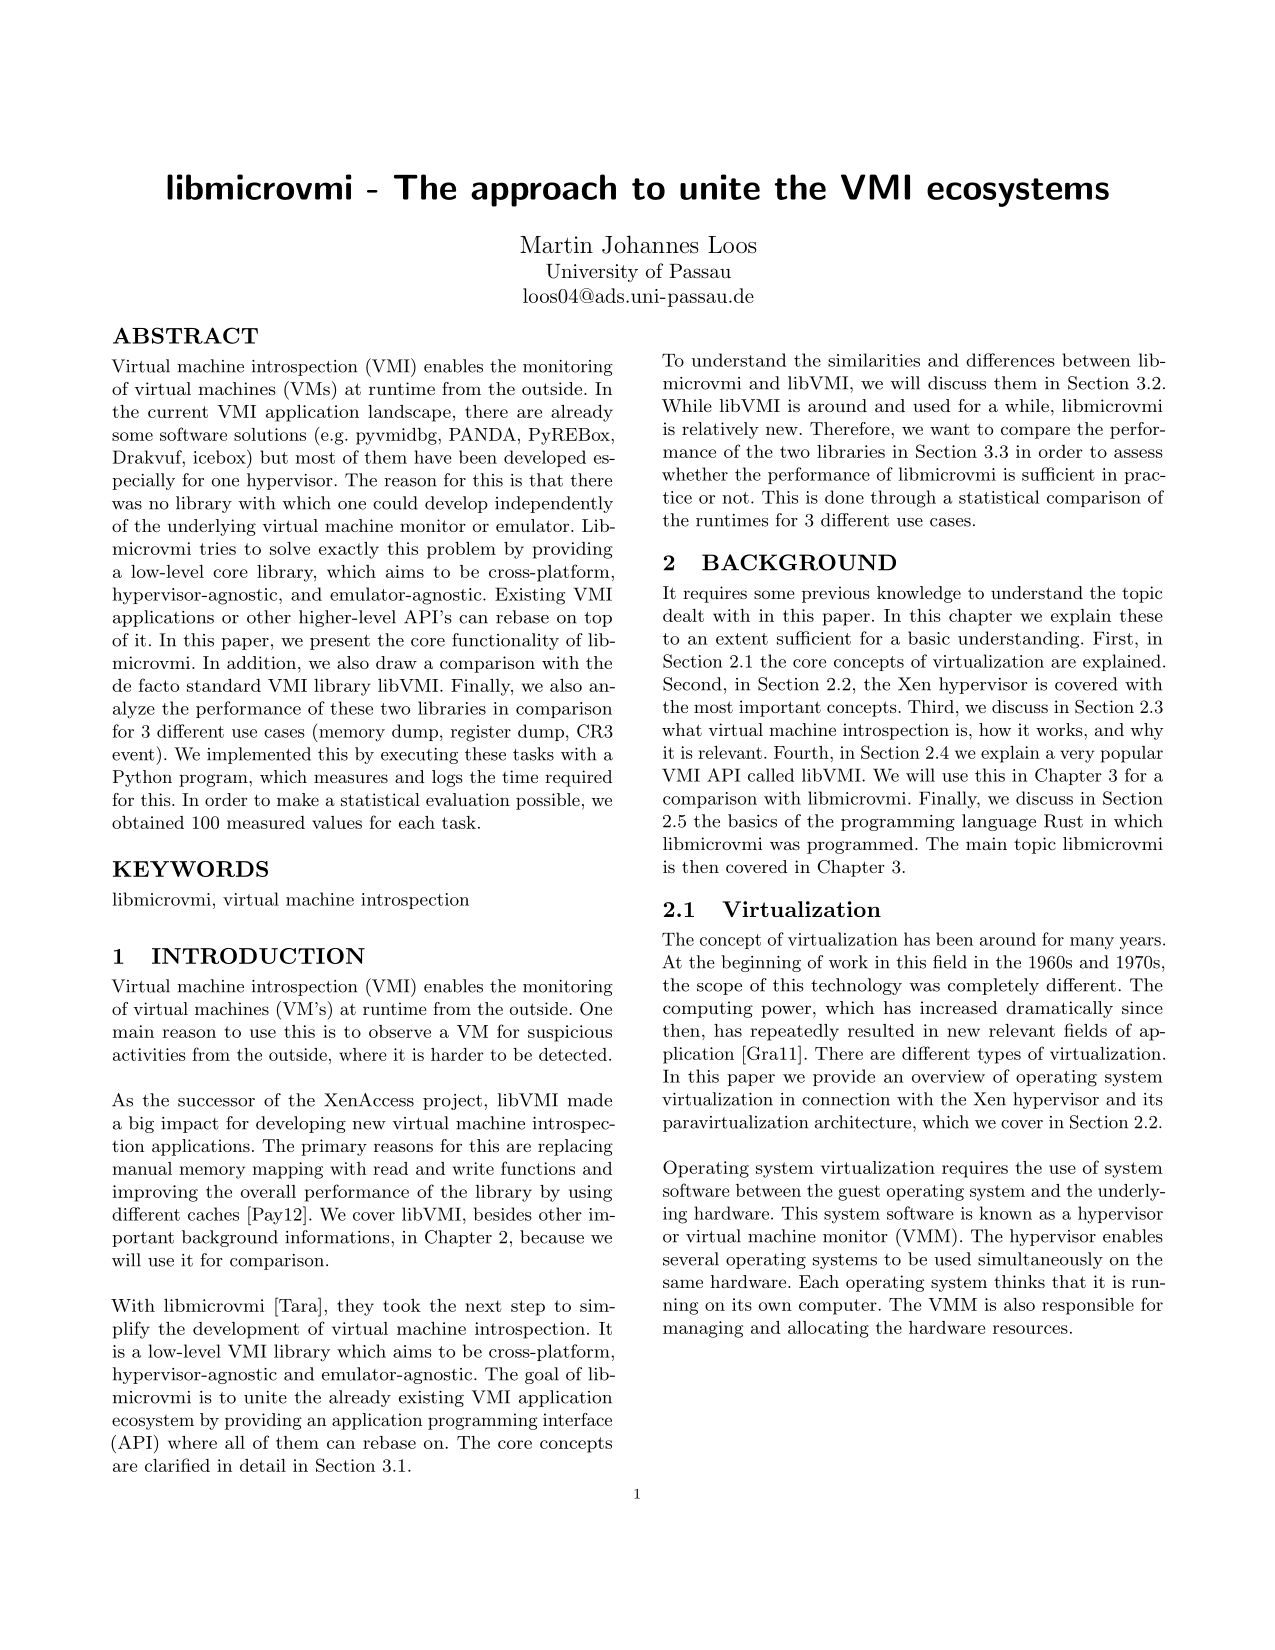 libmicrovmi - The approach to unite the VMI ecosystems
Martin Johannes Loos
University of Passau
loos04@ads.uni-passau.de
ABSTRACT
Virtual machine introspection (VMI) enables the monitoring
of virtual machines (VMs) at runtime from the outside. In
the current VMI application landscape, there are already
some software solutions (e.g. pyvmidbg, PANDA, PyREBox,
Drakvuf, icebox) but most of them have been developed es-
pecially for one hypervisor. The reason for this is that there
was no library with which one could develop independently
of the underlying virtual machine monitor or emulator. Lib-
microvmi tries to solve exactly this problem by providing
a low-level core library, which aims to be cross-platform,
hypervisor-agnostic, and emulator-agnostic. Existing VMI
applications or other higher-level API's can rebase on top
of it. In this paper, we present the core functionality of lib-
microvmi. In addition, we also draw a comparison with the
de facto standard VMI library libVMI. Finally, we also an-
alyze the performance of these two libraries in comparison
for 3 different use cases (memory dump, register dump, CR3
event). We implemented this by executing these tasks with a
Python program, which measures and logs the time required
for this. In order to make a statistical evaluation possible, we
obtained 100 measured values for each task.
KEYWORDS
libmicrovmi, virtual machine introspection
1 INTRODUCTION
Virtual machine introspection (VMI) enables the monitoring
of virtual machines (VM's) at runtime from the outside. One
main reason to use this is to observe a VM for suspicious
activities from the outside, where it is harder to be detected.
As the successor of the XenAccess project, libVMI made
a big impact for developing new virtual machine introspec-
tion applications. The primary reasons for this are replacing
manual memory mapping with read and write functions and
improving the overall performance of the library by using
different caches [Pay12]. We cover libVMI, besides other im-
portant background informations, in Chapter 2, because we
will use it for comparison.
With libmicrovmi [Tara], they took the next step to sim-
plify the development of virtual machine introspection. It
is a low-level VMI library which aims to be cross-platform,
hypervisor-agnostic and emulator-agnostic. The goal of lib-
microvmi is to unite the already existing VMI application
ecosystem by providing an application programming interface
(API) where all of them can rebase on. The core concepts
are clarified in detail in Section 3.1.
To understand the similarities and differences between lib-
microvmi and libVMI, we will discuss them in Section 3.2.
While libVMI is around and used for a while, libmicrovmi
is relatively new. Therefore, we want to compare the perfor-
mance of the two libraries in Section 3.3 in order to assess
whether the performance of libmicrovmi is sufficient in prac-
tice or not. This is done through a statistical comparison of
the runtimes for 3 different use cases.
2 BACKGROUND
It requires some previous knowledge to understand the topic
dealt with in this paper. In this chapter we explain these
to an extent sufficient for a basic understanding. First, in
Section 2.1 the core concepts of virtualization are explained.
Second, in Section 2.2, the Xen hypervisor is covered with
the most important concepts. Third, we discuss in Section 2.3
what virtual machine introspection is, how it works, and why
it is relevant. Fourth, in Section 2.4 we explain a very popular
VMI API called libVMI. We will use this in Chapter 3 for a
comparison with libmicrovmi. Finally, we discuss in Section
2.5 the basics of the programming language Rust in which
libmicrovmi was programmed. The main topic libmicrovmi
is then covered in Chapter 3.
2.1 Virtualization
The concept of virtualization has been around for many years.
At the beginning of work in this field in the 1960s and 1970s,
the scope of this technology was completely different. The
computing power, which has increased dramatically since
then, has repeatedly resulted in new relevant fields of ap-
plication [Gra11]. There are different types of virtualization.
In this paper we provide an overview of operating system
virtualization in connection with the Xen hypervisor and its
paravirtualization architecture, which we cover in Section 2.2.
Operating system virtualization requires the use of system
software between the guest operating system and the underly-
ing hardware. This system software is known as a hypervisor
or virtual machine monitor (VMM). The hypervisor enables
several operating systems to be used simultaneously on the
same hardware. Each operating system thinks that it is run-
ning on its own computer. The VMM is also responsible for
managing and allocating the hardware resources.
1